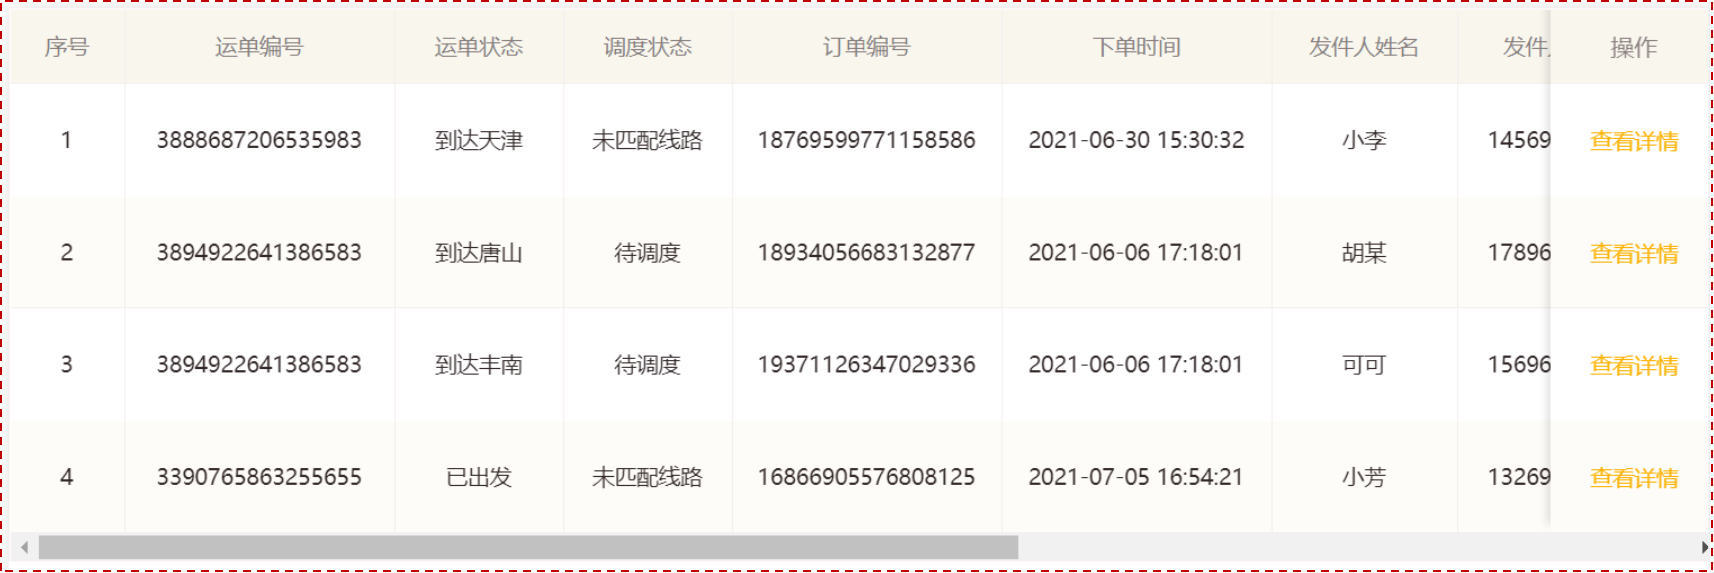 序号 运单编号 运单状态 调度状态 订单编号 下单时间 发件人姓名 发件 操作
1 3888687206535983 到达天津 未匹配线路 18769599771158586 2021-06-30 15:30:32 小李 14569 查看详情
2 3894922641386583 到达唐山 待调度 18934056683132877 2021-06-06 17:18:01 胡某 17896 查看详情
3 3894922641386583 到达丰南 待调度 19371126347029336 2021-06-06 17:18:01 可可 15696 查看详情
4 3390765863255655 已出发 未匹配线路 16866905576808125 2021-07-05 16:54:21 小芳 13269 查看详情